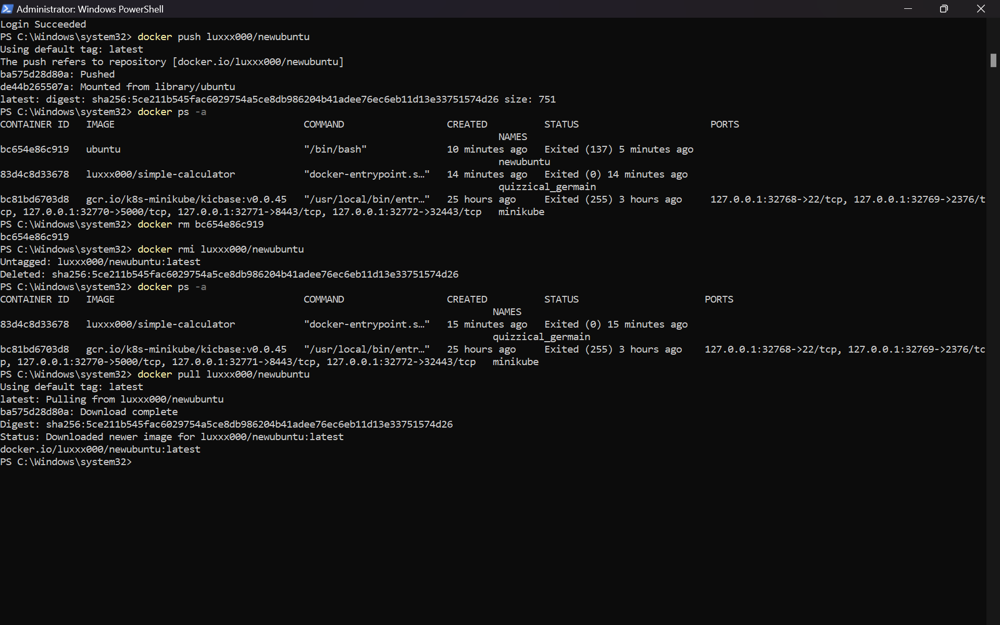 Administrator: Windows PowerShell
Login Succeeded
PS C:\Windows\system32> docker push luxxx000/newubuntu
Using default tag: latest
The push refers to repository [docker.io/luxxx000/newubuntu]
ba575d28d80a: Pushed
de44b265507a: Mounted from library/ubuntu
latest: digest: sha256:5ce211b545fac6029754a5ce8db986204b41adee76ec6eb11d13e33751574d26 size: 751
PS C:\Windows\system32> docker ps -a
CONTAINER ID   IMAGE                                 COMMAND                  CREATED          STATUS                       PORTS
NAMES
bc654e86c919   ubuntu                                "/bin/bash"              10 minutes ago   Exited (137) 5 minutes ago
newubuntu
83d4c8d33678   luxxx000/simple-calculator            "docker-entrypoint.s…"   14 minutes ago   Exited (0) 14 minutes ago
quizzical_germain
bc81bd6703d8   gcr.io/k8s-minikube/kicbase:v0.0.45   "/usr/local/bin/entr…"   25 hours ago     Exited (255) 3 hours ago     127.0.0.1:32768->22/tcp, 127.0.0.1:32769->2376/t
cp, 127.0.0.1:32770->5000/tcp, 127.0.0.1:32771->8443/tcp, 127.0.0.1:32772->32443/tcp   minikube
PS C:\Windows\system32> docker rm bc654e86c919
bc654e86c919
PS C:\Windows\system32> docker rmi luxxx000/newubuntu
Untagged: luxxx000/newubuntu:latest
Deleted: sha256:5ce211b545fac6029754a5ce8db986204b41adee76ec6eb11d13e33751574d26
PS C:\Windows\system32> docker ps -a
CONTAINER ID   IMAGE                                 COMMAND                  CREATED          STATUS                      PORTS
NAMES
83d4c8d33678   luxxx000/simple-calculator            "docker-entrypoint.s…"   15 minutes ago   Exited (0) 15 minutes ago
quizzical_germain
bc81bd6703d8   gcr.io/k8s-minikube/kicbase:v0.0.45   "/usr/local/bin/entr…"   25 hours ago     Exited (255) 3 hours ago    127.0.0.1:32768->22/tcp, 127.0.0.1:32769->2376/tc
p, 127.0.0.1:32770->5000/tcp, 127.0.0.1:32771->8443/tcp, 127.0.0.1:32772->32443/tcp   minikube
PS C:\Windows\system32> docker pull luxxx000/newubuntu
Using default tag: latest
latest: Pulling from luxxx000/newubuntu
ba575d28d80a: Download complete
Digest: sha256:5ce211b545fac6029754a5ce8db986204b41adee76ec6eb11d13e33751574d26
Status: Downloaded newer image for luxxx000/newubuntu:latest
docker.io/luxxx000/newubuntu:latest
PS C:\Windows\system32>